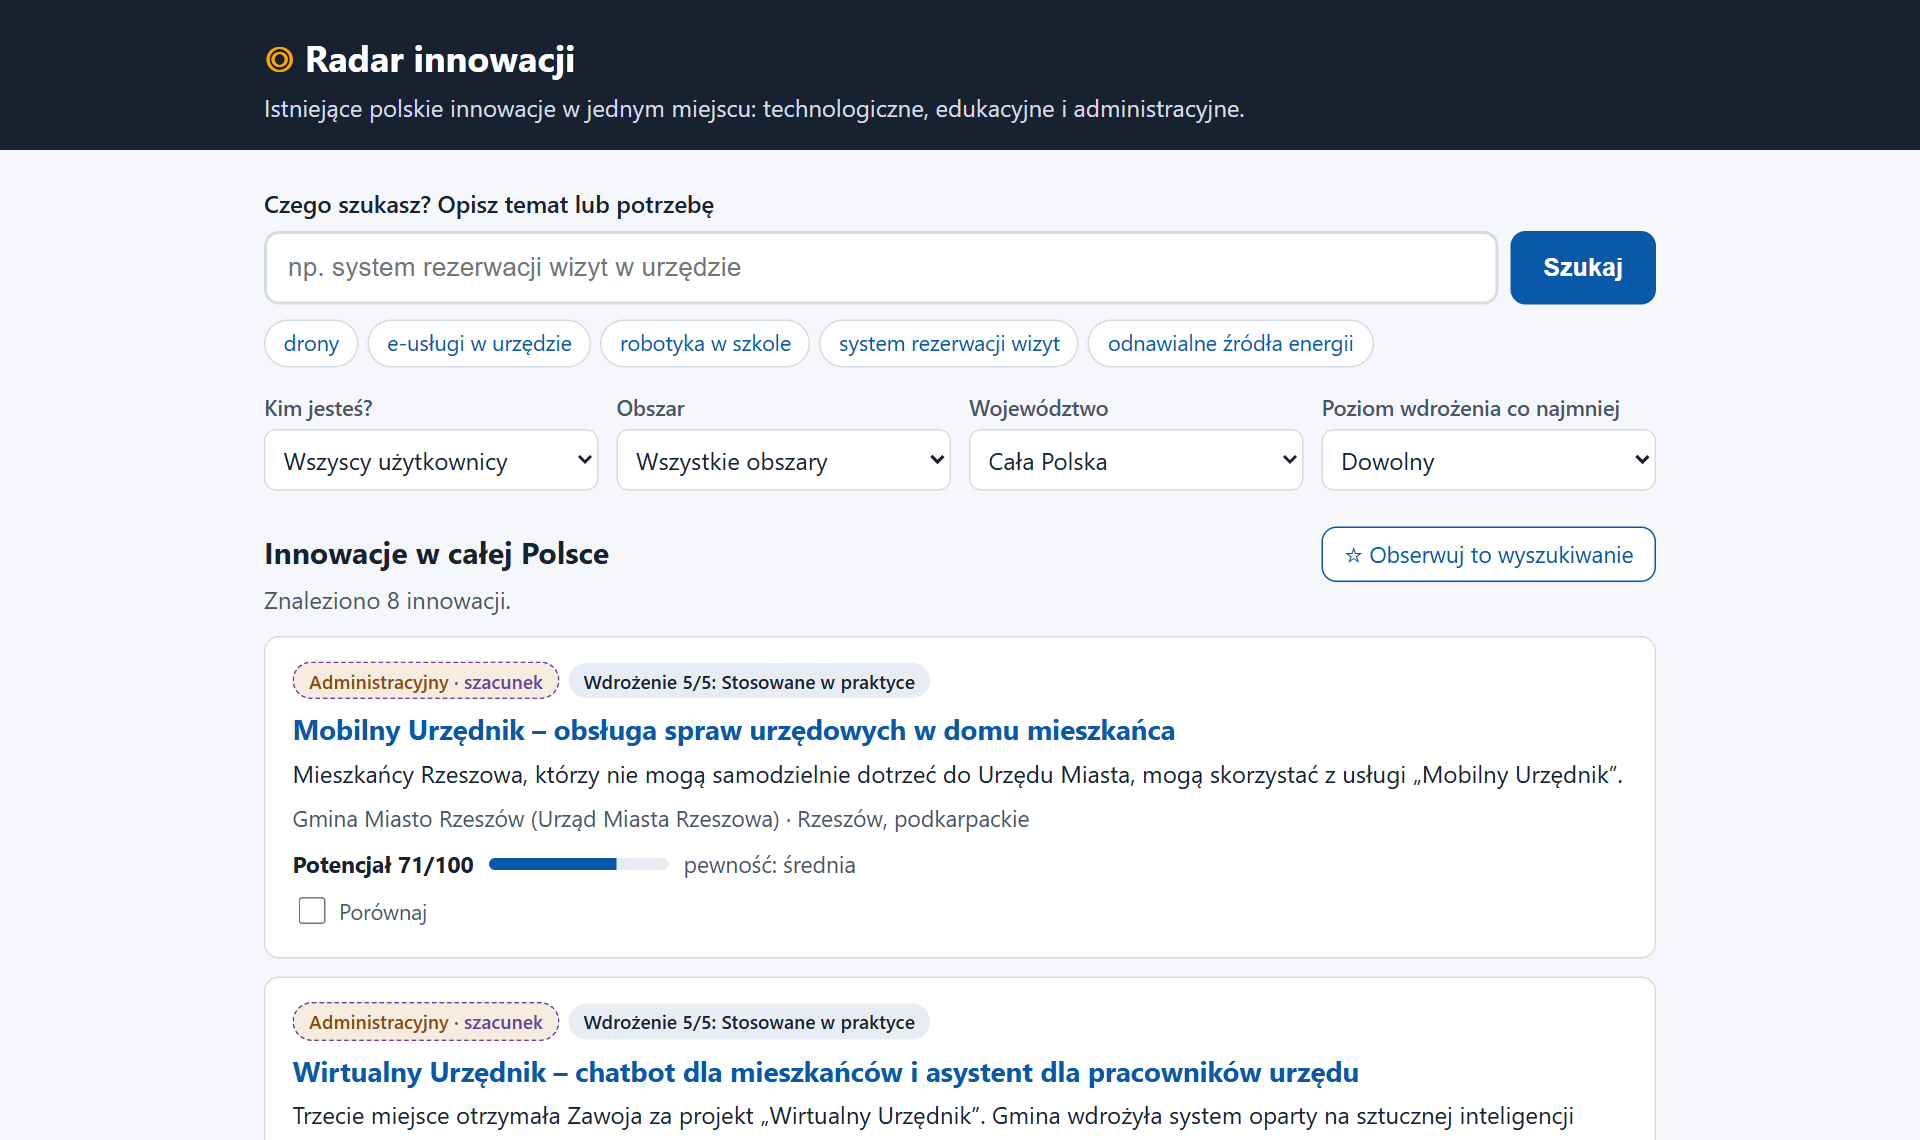 Radar innowacji
Istniejące polskie innowacje w jednym miejscu: technologiczne, edukacyjne i administracyjne.
Czego szukasz? Opisz temat lub potrzebę
np. system rezerwacji wizyt w urzędzie
Szukaj
drony
e-usługi w urzędzie
robotyka w szkole
system rezerwacji wizyt
odnawialne źródła energii
Kim jesteś?
Obszar
Województwo
Poziom wdrożenia co najmniej
Wszyscy użytkownicy
Wszystkie obszary
Cała Polska
Dowolny
Innowacje w całej Polsce
☆ Obserwuj to wyszukiwanie
Znaleziono 8 innowacji.
Administracyjny · szacunek
Wdrożenie 5/5: Stosowane w praktyce
Mobilny Urzędnik – obsługa spraw urzędowych w domu mieszkańca
Mieszkańcy Rzeszowa, którzy nie mogą samodzielnie dotrzeć do Urzędu Miasta, mogą skorzystać z usługi „Mobilny Urzędnik”.
Gmina Miasto Rzeszów (Urząd Miasta Rzeszowa) · Rzeszów, podkarpackie
Potencjał 71/100
pewność: średnia
Porównaj
Administracyjny · szacunek
Wdrożenie 5/5: Stosowane w praktyce
Wirtualny Urzędnik – chatbot dla mieszkańców i asystent dla pracowników urzędu
Trzecie miejsce otrzymała Zawoja za projekt „Wirtualny Urzędnik”. Gmina wdrożyła system oparty na sztucznej inteligencji